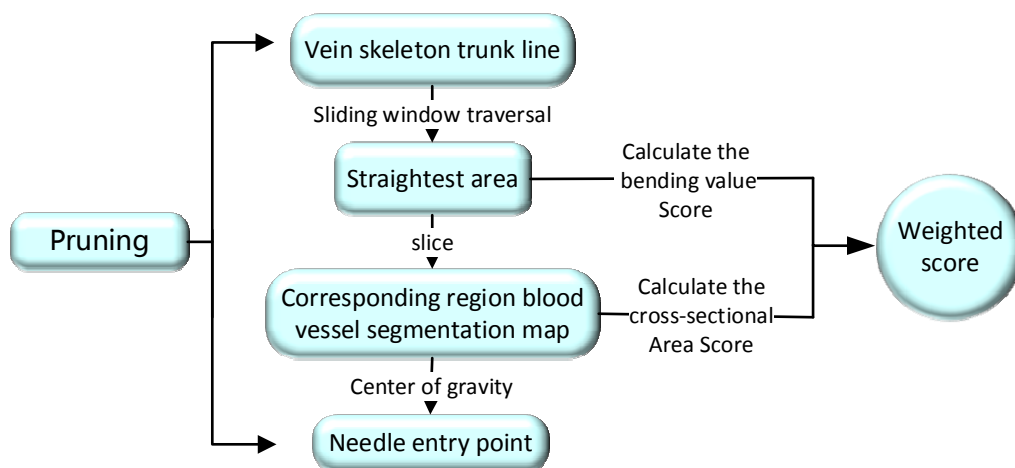 Vein skeleton trunk line
Sliding window traversal
Straightest area
Calculate the
bending value
Score
Pruning
slice
Weighted
score
Corresponding region blood
vessel segmentation map
Calculate the
cross-sectional
Area Score
Center of gravity
Needle entry point